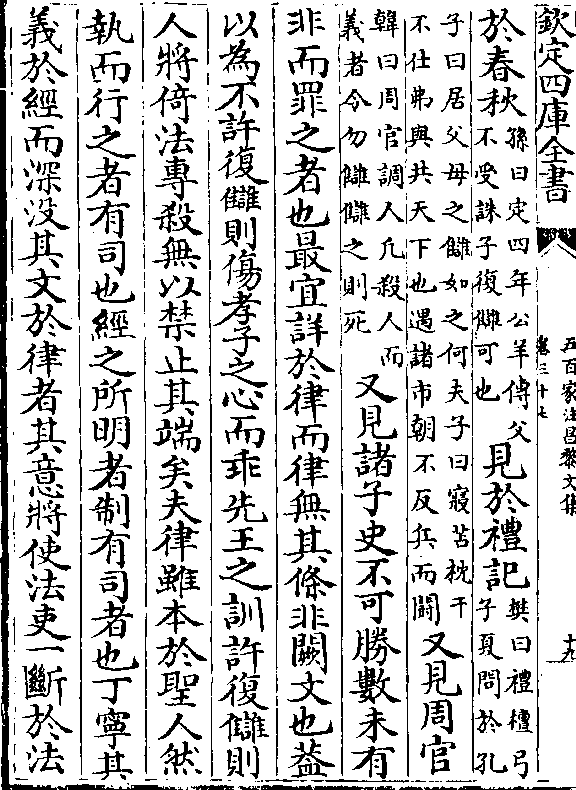 欽定四庫全書
五百家注昌黎文集
卷三十七
十九
於春秋孫曰定四年公羊傳父不受誅子復讎可也見於禮記樊曰禮檀弓子夏問於孔
子曰居父母之讎如之何夫子曰寢苫枕干不仕弗與共天下也遇諸市朝不反兵而鬬又見周官
韓曰周官調人凡殺人而義者令勿讎讎之則死又見諸子史不可勝數未有
非而罪之者也最宜詳於律而律無其條非闕文也葢
以為不許復讎則傷孝子之心而乖先王之訓許復讎則
人將倚法專殺無以禁止其端矣夫律雖本於聖人然
執而行之者有司也經之所明者制有司者也丁寧其
義於經而深没其文於律者其意將使法吏一斷於法